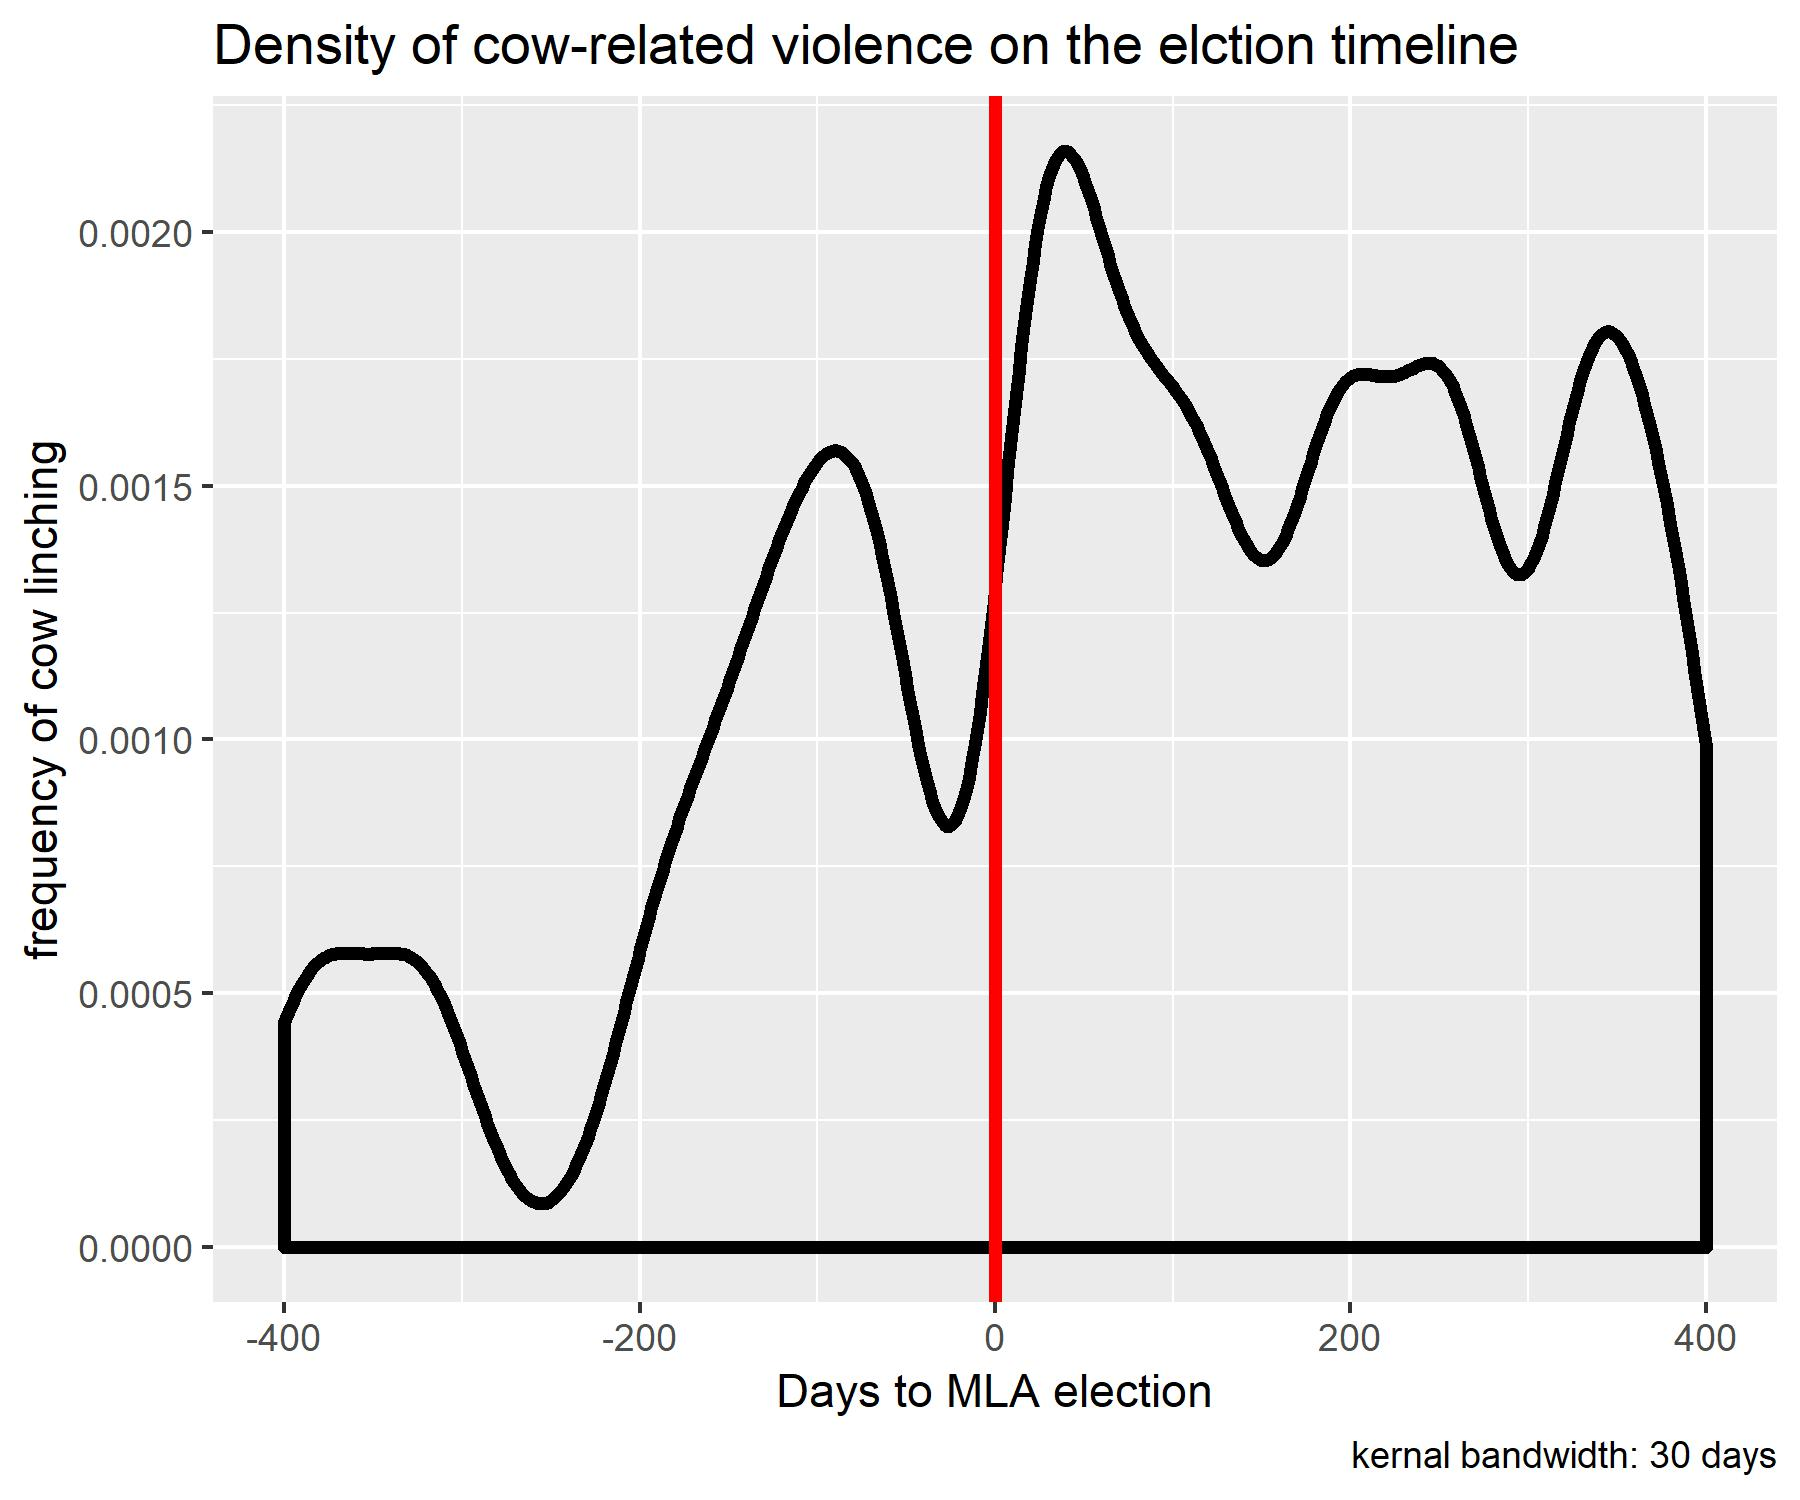 Density of cow-related violence on the elction timeline
frequency of cow linching
0.0020
0.0015
0.0010
0.0005
0.0000
-400
-200
0
200
400
Days to MLA election
kernal bandwidth: 30 days